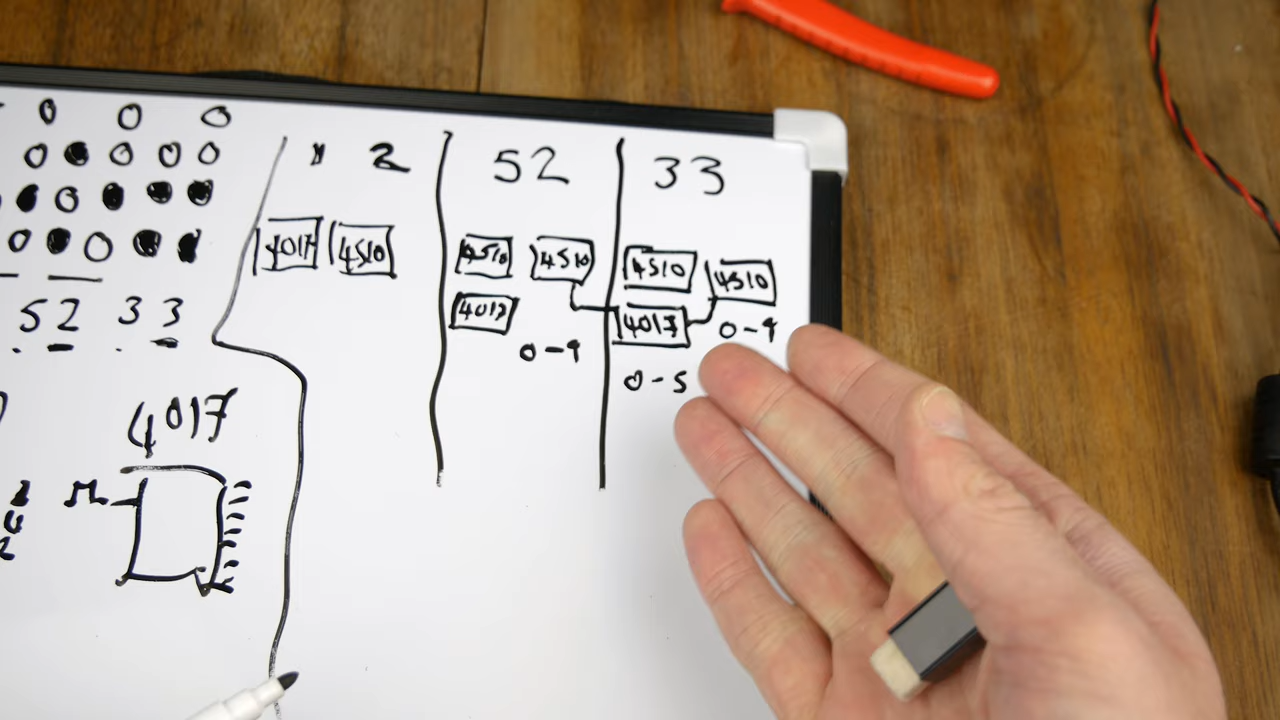 2 52 33
4017 4510 4510 4510 4510 4510
4017 4017
0-9 0-9
0-5
52 33
4017